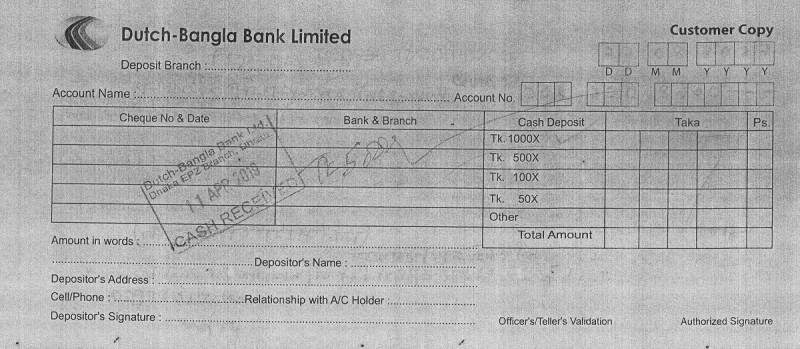 Dutch-Bangla Bank Limited
Customer Copy
Deposit Branch :
D D M M Y Y Y Y
Account Name : Account No.
Cheque No & Date Bank & Branch Cash Deposit Taka Ps.
Tk. 1000X
Tk. 500X
Tk. 100X
Tk. 50X
Other
Total Amount
Dutch-Bangla Bank Ltd.
Dhaka EPZ Branch, Dhaka
11 APR 2019
CASH RECEIVED
Amount in words :
Depositor's Name :
Depositor's Address :
Cell/Phone : Relationship with A/C Holder :
Depositor's Signature :
Officer's/Teller's Validation Authorized Signature